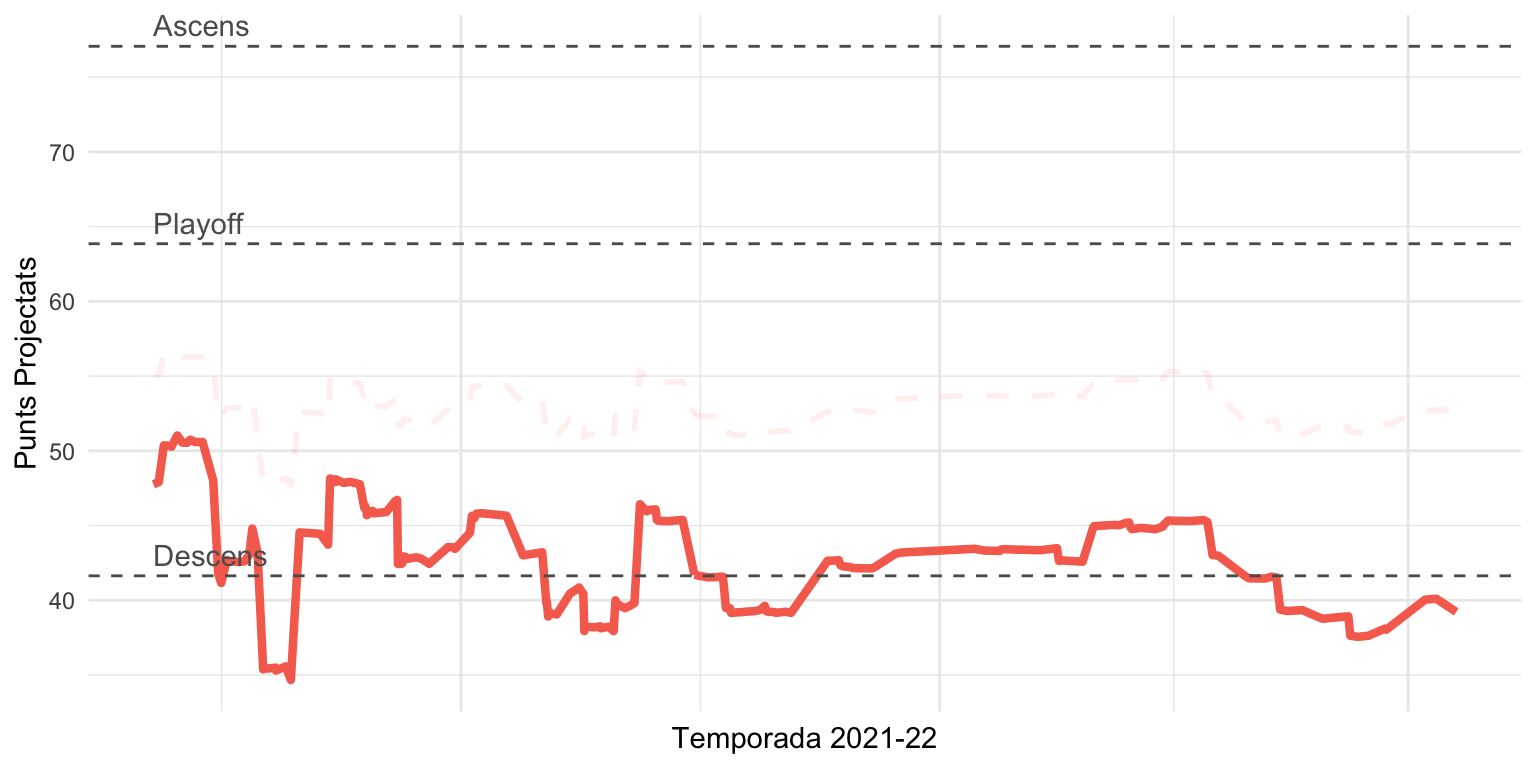 Ascens
70
Playoff
60
Punts Projectats
50
Descens
40
Temporada 2021-22